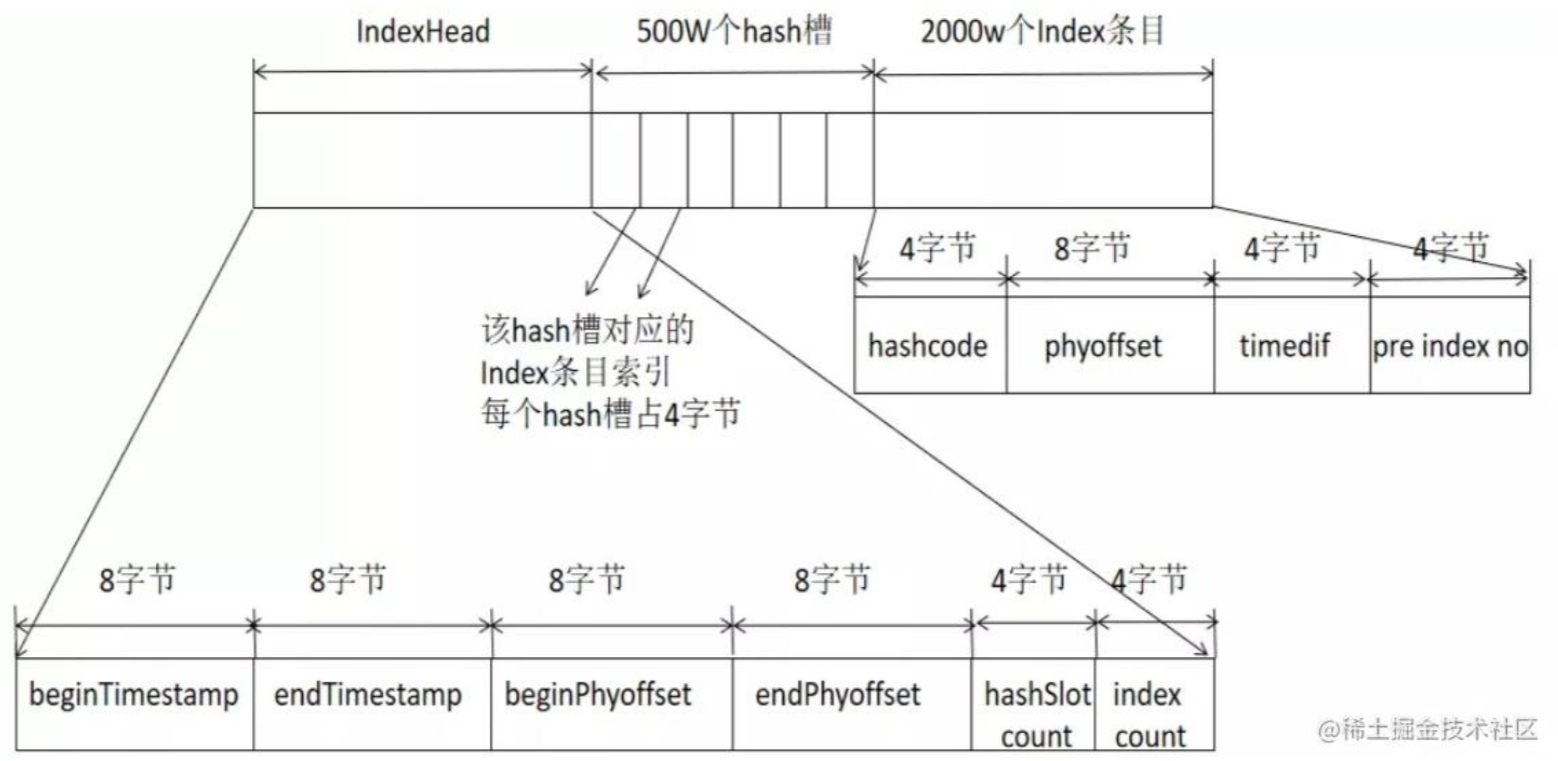 IndexHead
500W个hash槽
2000w个Index条目
4字节
8字节
4字节
4字节
hashcode
phyoffset
timedif
pre index no
该hash槽对应的
Index条目索引
每个hash槽占4字节
8字节
8字节
8字节
8字节
4字节
4字节
beginTimestamp
endTimestamp
beginPhyoffset
endPhyoffset
hashSlot
count
index
count
@稀土掘金技术社区